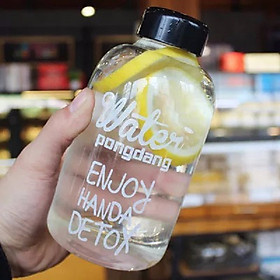 Water
pongdang
ENJOY
HANDA
DETOX